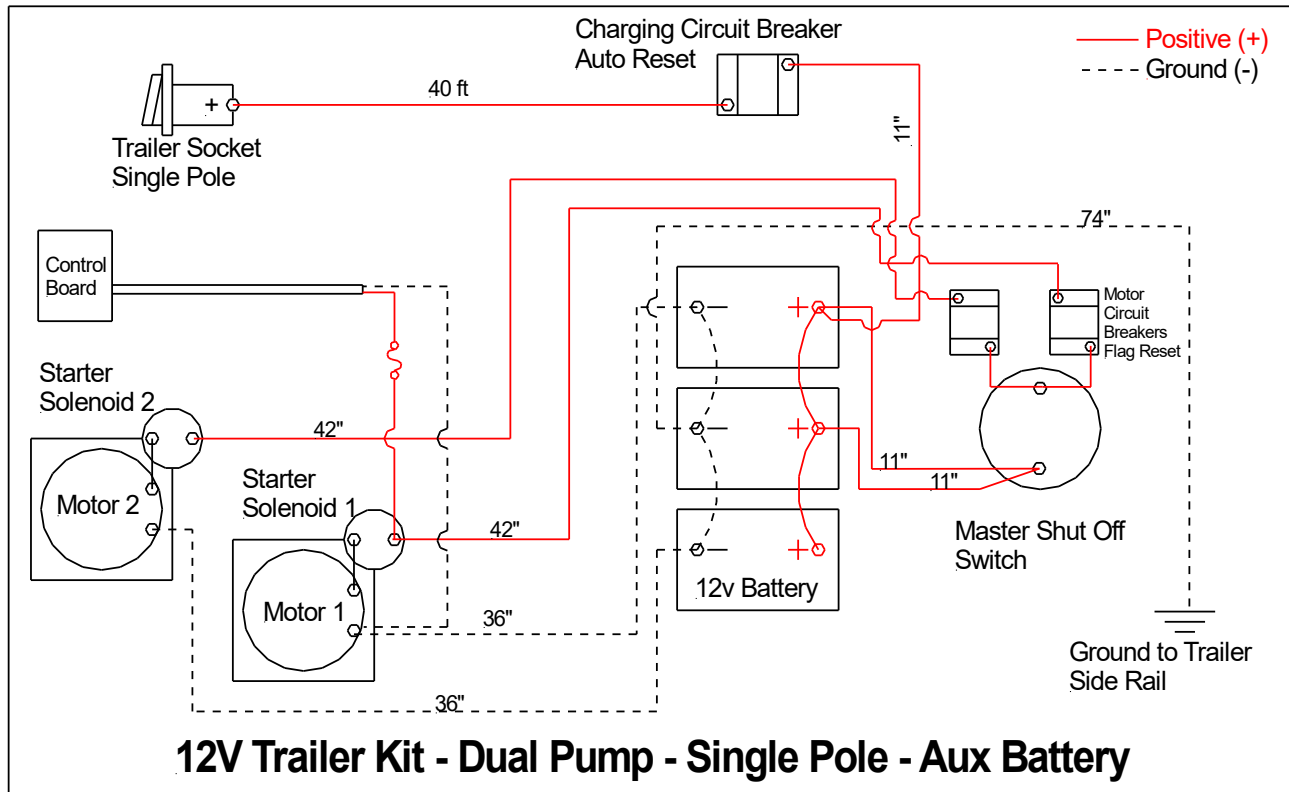 Charging Circuit Breaker
Auto Reset
Positive (+)
Ground (-)
40 ft
+
Trailer Socket
Single Pole
11"
74"
Control
Board
Motor
Circuit
Breakers
Flag Reset
Starter
Solenoid 2
42"
Motor 2
Starter
Solenoid 1
42"
Motor 1
+
+
+
12v Battery
11"
11"
Master Shut Off
Switch
36"
36"
Ground to Trailer
Side Rail
12V Trailer Kit - Dual Pump - Single Pole - Aux Battery